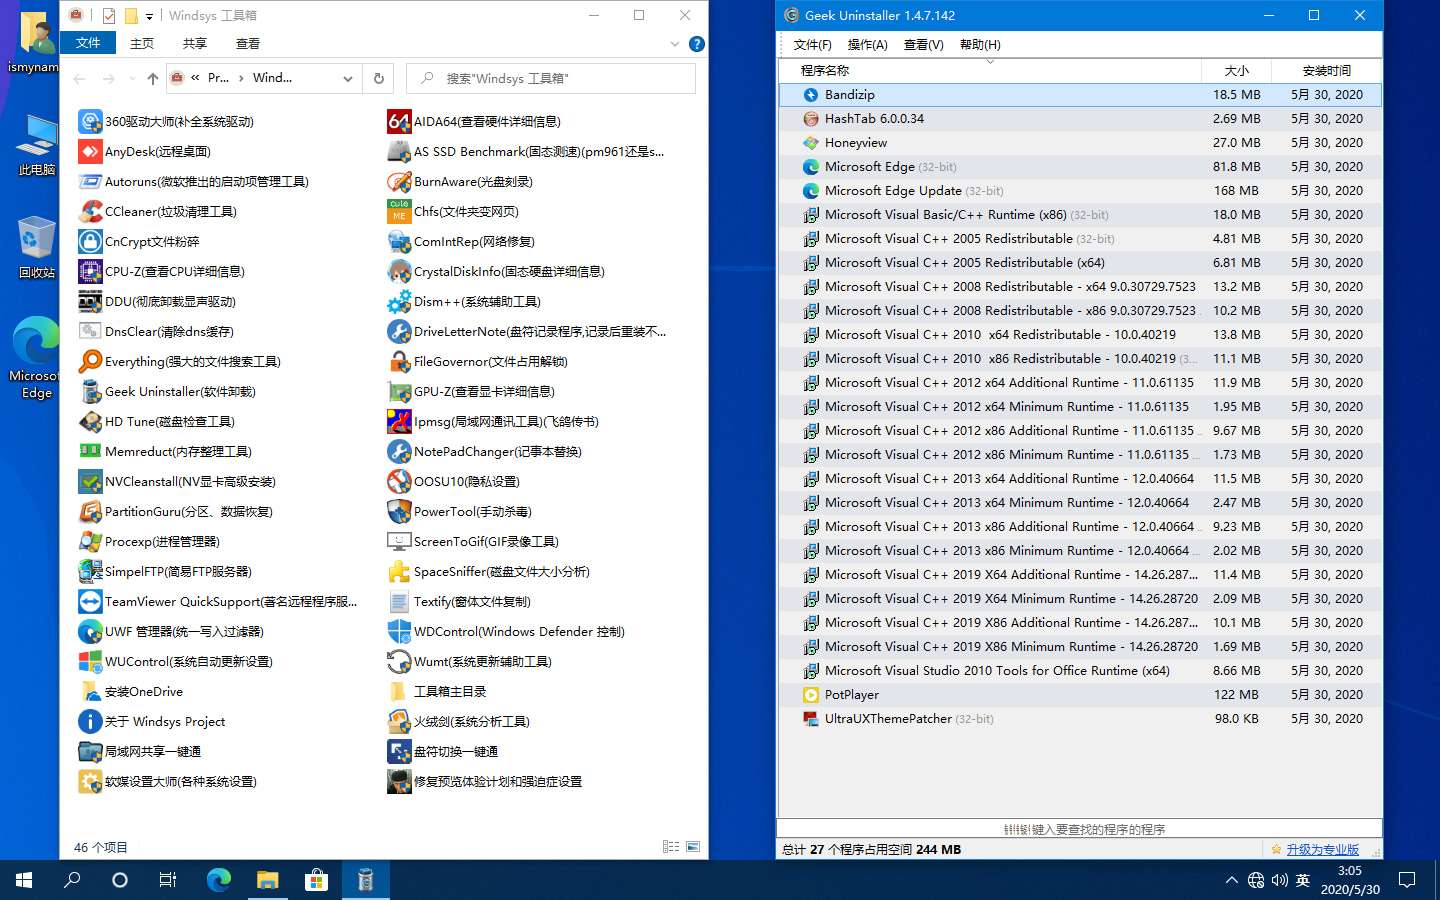 ismynam
此电脑
回收站
Microsof
Edge
Windsys 工具箱
文件
主页
共享
查看
«
Pr...
›
Wind...
搜索"Windsys 工具箱"
360驱动大师(补全系统驱动)
AIDA64(查看硬件详细信息)
AnyDesk(远程桌面)
AS SSD Benchmark(固态测速)(pm961还是s...
Autoruns(微软推出的启动项管理工具)
BurnAware(光盘刻录)
CCleaner(垃圾清理工具)
Chfs(文件夹变网页)
CnCrypt文件粉碎
ComIntRep(网络修复)
CPU-Z(查看CPU详细信息)
CrystalDiskInfo(固态硬盘详细信息)
DDU(彻底卸载显声驱动)
Dism++(系统辅助工具)
DnsClear(清除dns缓存)
DriveLetterNote(盘符记录程序,记录后重装不...
Everything(强大的文件搜索工具)
FileGovernor(文件占用解锁)
Geek Uninstaller(软件卸载)
GPU-Z(查看显卡详细信息)
HD Tune(磁盘检查工具)
Ipmsg(局域网通讯工具)(飞鸽传书)
Memreduct(内存整理工具)
NotePadChanger(记事本替换)
NVCleanstall(NV显卡高级安装)
OOSU10(隐私设置)
PartitionGuru(分区、数据恢复)
PowerTool(手动杀毒)
Procexp(进程管理器)
ScreenToGif(GIF录像工具)
SimpelFTP(简易FTP服务器)
SpaceSniffer(磁盘文件大小分析)
TeamViewer QuickSupport(著名远程程序服...
Textify(窗体文件复制)
UWF 管理器(统一写入过滤器)
WDControl(Windows Defender 控制)
WUControl(系统自动更新设置)
Wumt(系统更新辅助工具)
安装OneDrive
工具箱主目录
关于 Windsys Project
火绒剑(系统分析工具)
局域网共享一键通
盘符切换一键通
软媒设置大师(各种系统设置)
修复预览体验计划和强迫症设置
46 个项目
Geek Uninstaller 1.4.7.142
文件(F) 操作(A) 查看(V) 帮助(H)
程序名称 大小 安装时间
Bandizip 18.5 MB 5月 30, 2020
HashTab 6.0.0.34 2.69 MB 5月 30, 2020
Honeyview 27.0 MB 5月 30, 2020
Microsoft Edge (32-bit) 81.8 MB 5月 30, 2020
Microsoft Edge Update (32-bit) 168 MB 5月 30, 2020
Microsoft Visual Basic/C++ Runtime (x86) (32-bit) 18.0 MB 5月 30, 2020
Microsoft Visual C++ 2005 Redistributable (32-bit) 4.81 MB 5月 30, 2020
Microsoft Visual C++ 2005 Redistributable (x64) 6.81 MB 5月 30, 2020
Microsoft Visual C++ 2008 Redistributable - x64 9.0.30729.7523 13.2 MB 5月 30, 2020
Microsoft Visual C++ 2008 Redistributable - x86 9.0.30729.7523 ... 10.2 MB 5月 30, 2020
Microsoft Visual C++ 2010 x64 Redistributable - 10.0.40219 13.8 MB 5月 30, 2020
Microsoft Visual C++ 2010 x86 Redistributable - 10.0.40219 (3... 11.1 MB 5月 30, 2020
Microsoft Visual C++ 2012 x64 Additional Runtime - 11.0.61135 11.9 MB 5月 30, 2020
Microsoft Visual C++ 2012 x64 Minimum Runtime - 11.0.61135 1.95 MB 5月 30, 2020
Microsoft Visual C++ 2012 x86 Additional Runtime - 11.0.61135 ... 9.67 MB 5月 30, 2020
Microsoft Visual C++ 2012 x86 Minimum Runtime - 11.0.61135 ... 1.73 MB 5月 30, 2020
Microsoft Visual C++ 2013 x64 Additional Runtime - 12.0.40664 11.5 MB 5月 30, 2020
Microsoft Visual C++ 2013 x64 Minimum Runtime - 12.0.40664 2.47 MB 5月 30, 2020
Microsoft Visual C++ 2013 x86 Additional Runtime - 12.0.40664 ... 9.23 MB 5月 30, 2020
Microsoft Visual C++ 2013 x86 Minimum Runtime - 12.0.40664 ... 2.02 MB 5月 30, 2020
Microsoft Visual C++ 2019 X64 Additional Runtime - 14.26.287... 11.4 MB 5月 30, 2020
Microsoft Visual C++ 2019 X64 Minimum Runtime - 14.26.28720 2.09 MB 5月 30, 2020
Microsoft Visual C++ 2019 X86 Additional Runtime - 14.26.287... 10.1 MB 5月 30, 2020
Microsoft Visual C++ 2019 X86 Minimum Runtime - 14.26.28720 1.69 MB 5月 30, 2020
Microsoft Visual Studio 2010 Tools for Office Runtime (x64) 8.66 MB 5月 30, 2020
PotPlayer 122 MB 5月 30, 2020
UltraUXThemePatcher (32-bit) 98.0 KB 5月 30, 2020
键入要查找的程序的程序
总计 27 个程序占用空间 244 MB
升级为专业版
英
3:05
2020/5/30